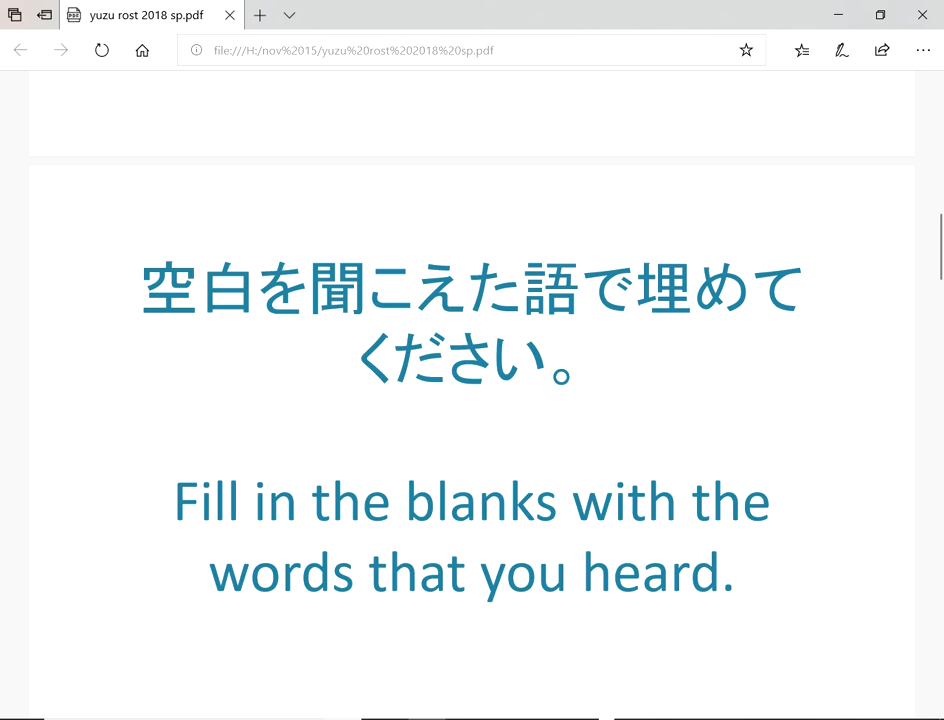 yuzu rost 2018 sp.pdf
file:///H:/nov%2015/yuzu%20rost%202018%20sp.pdf
空白を聞こえた語で埋めて
ください。
Fill in the blanks with the
words that you heard.